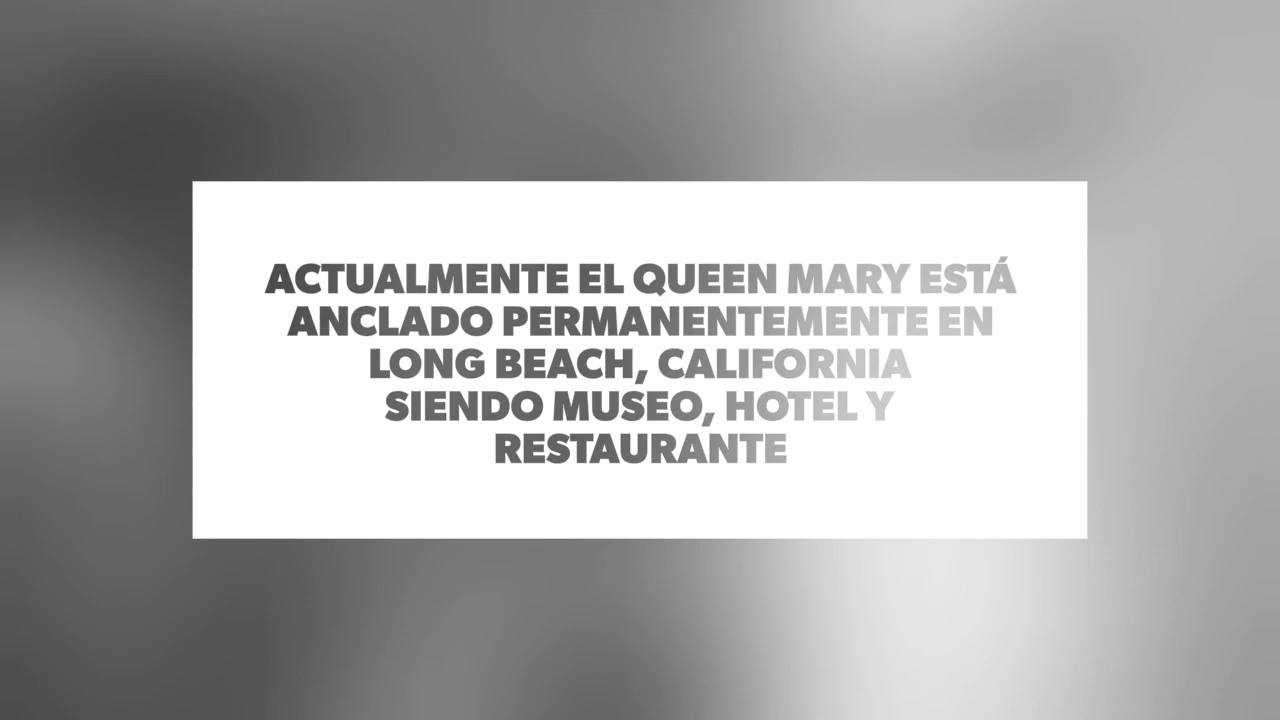 ACTUALMENTE EL QUEEN MARY ESTÁ
ANCLADO PERMANENTEMENTE EN
LONG BEACH, CALIFORNIA
SIENDO MUSEO, HOTEL Y
RESTAURANTE